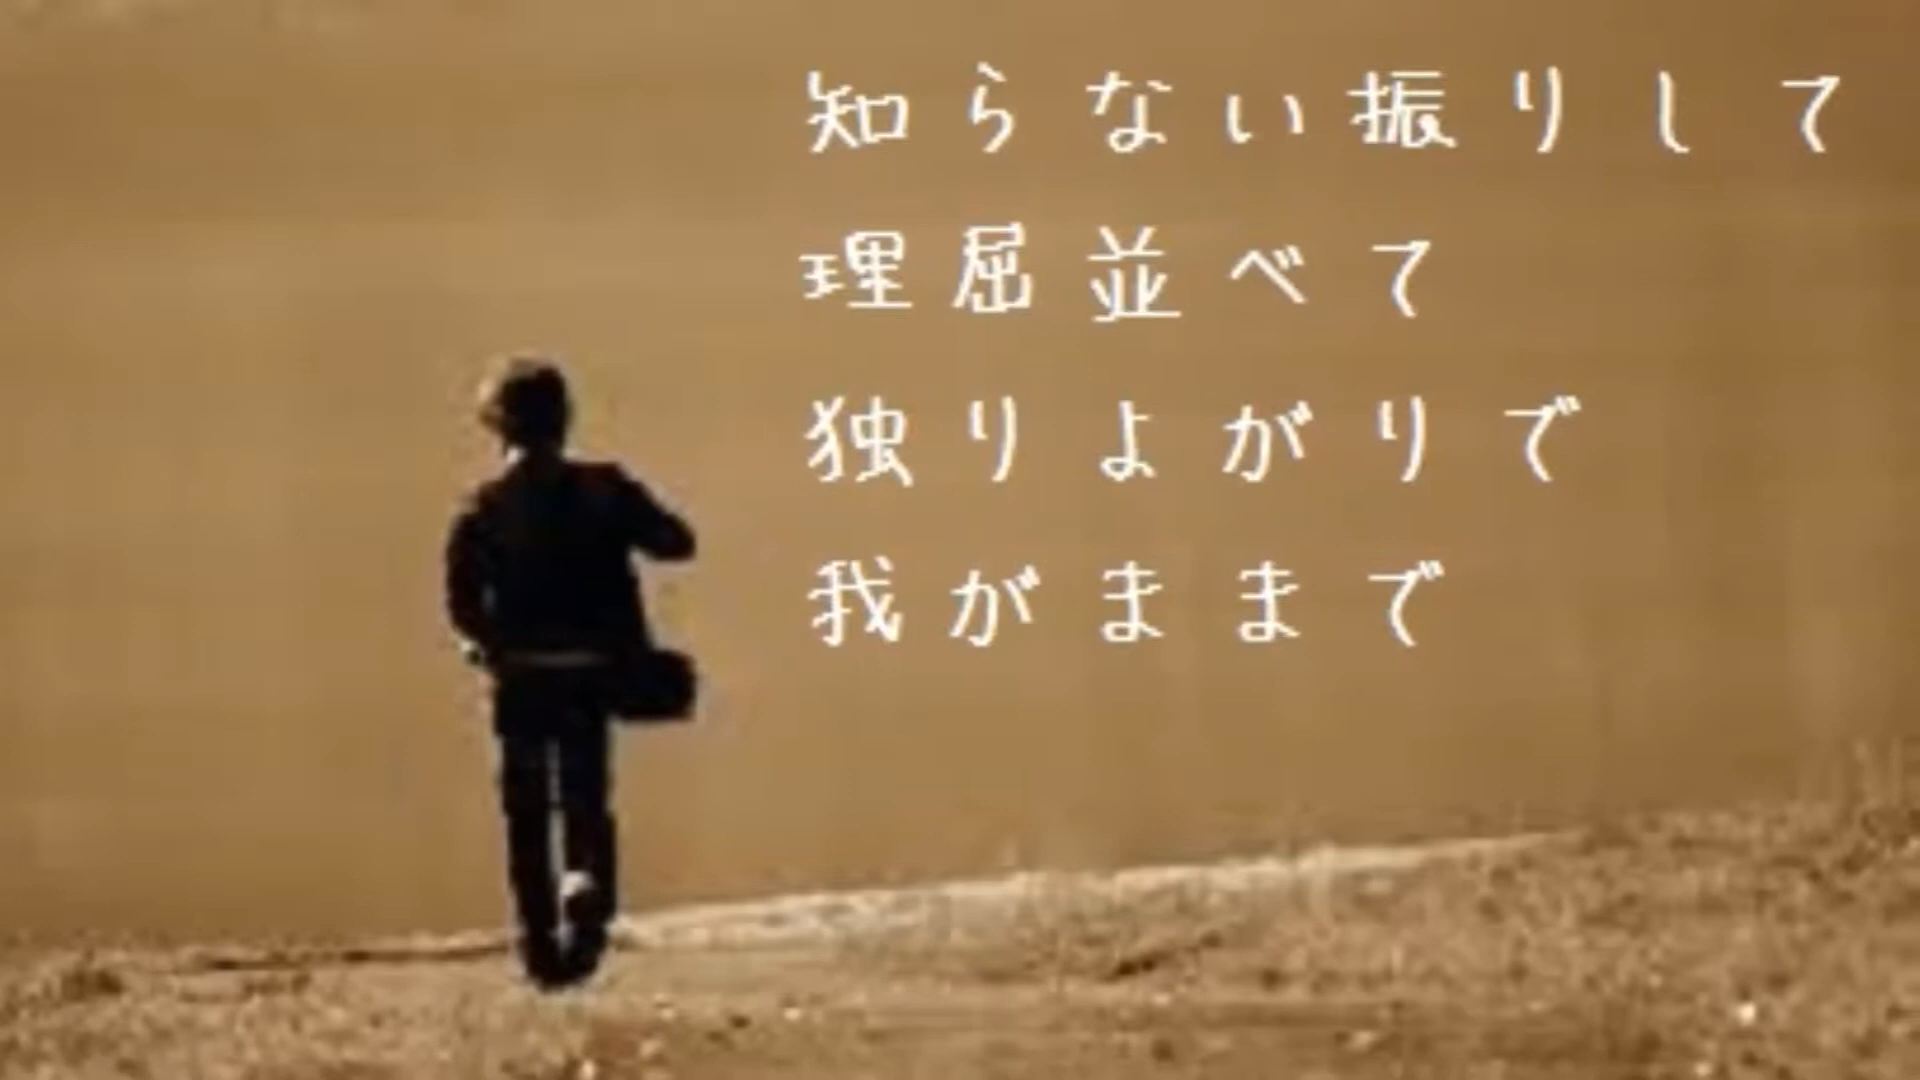 知らない振りして
理屈並べて
独りよがりで
我がままで